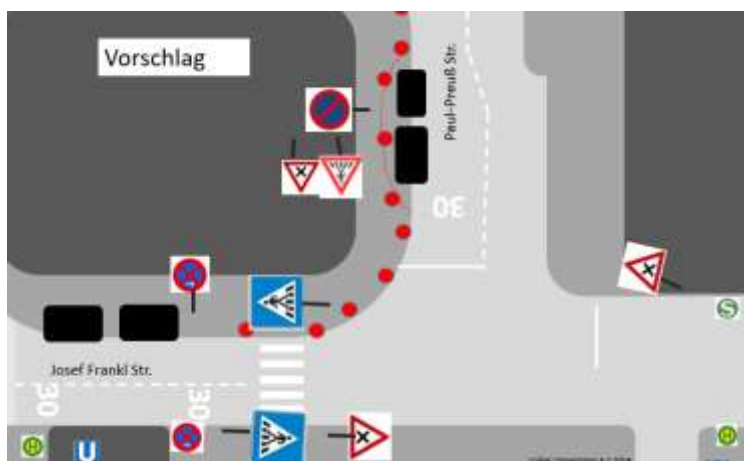 Vorschlag
Paul-Preuß Str.
30
S
Josef Frankl Str.
30
30
H
U
H